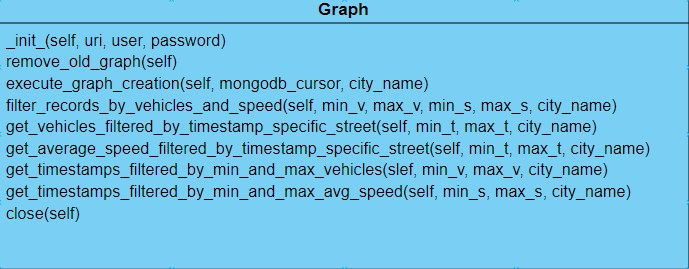 Graph
_init_(self, uri, user, password)
remove_old_graph(self)
execute_graph_creation(self, mongodb_cursor, city_name)
filter_records_by_vehicles_and_speed(self, min_v, max_v, min_s, max_s, city_name)
get_vehicles_filtered_by_timestamp_specific_street(self, min_t, max_t, city_name)
get_average_speed_filtered_by_timestamp_specific_street(self, min_t, max_t, city_name)
get_timestamps_filtered_by_min_and_max_vehicles(slef, min_v, max_v, city_name)
get_timestamps_filtered_by_min_and_max_avg_speed(self, min_s, max_s, city_name)
close(self)